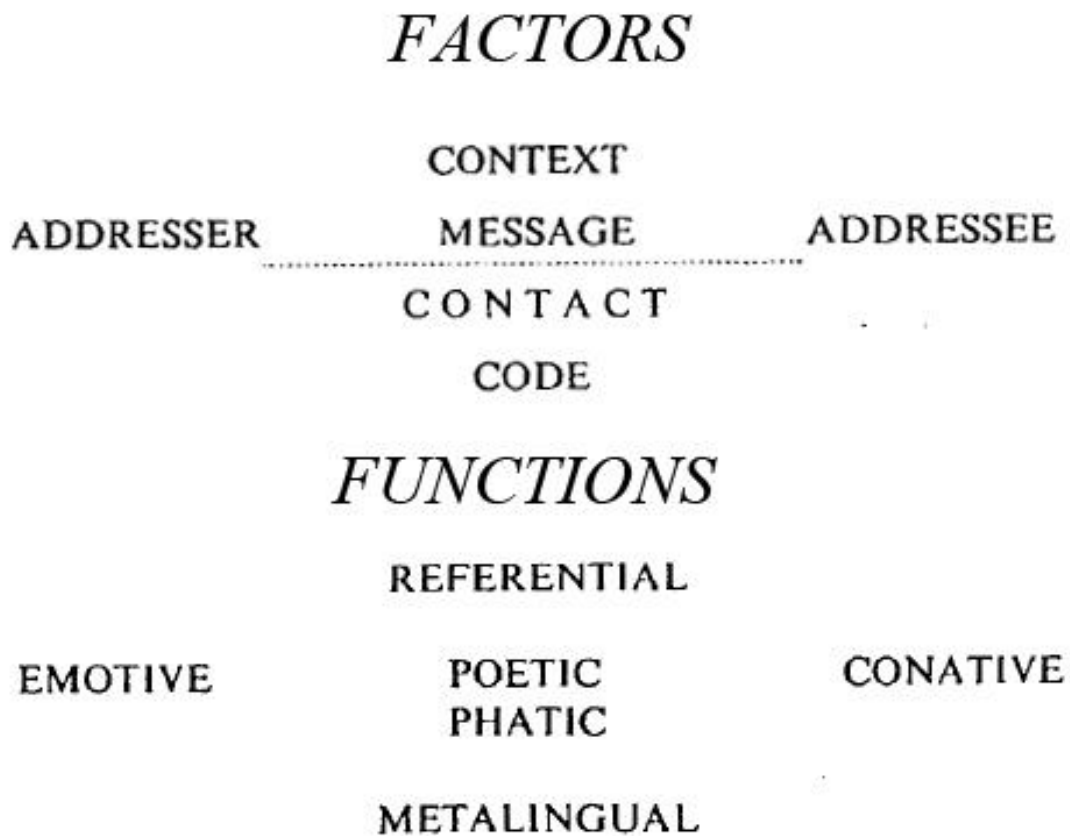 FACTORS
CONTEXT
ADDRESSER MESSAGE ADDRESSEE
CONTACT
CODE
FUNCTIONS
REFERENTIAL
EMOTIVE POETIC CONATIVE
PHATIC
METALINGUAL